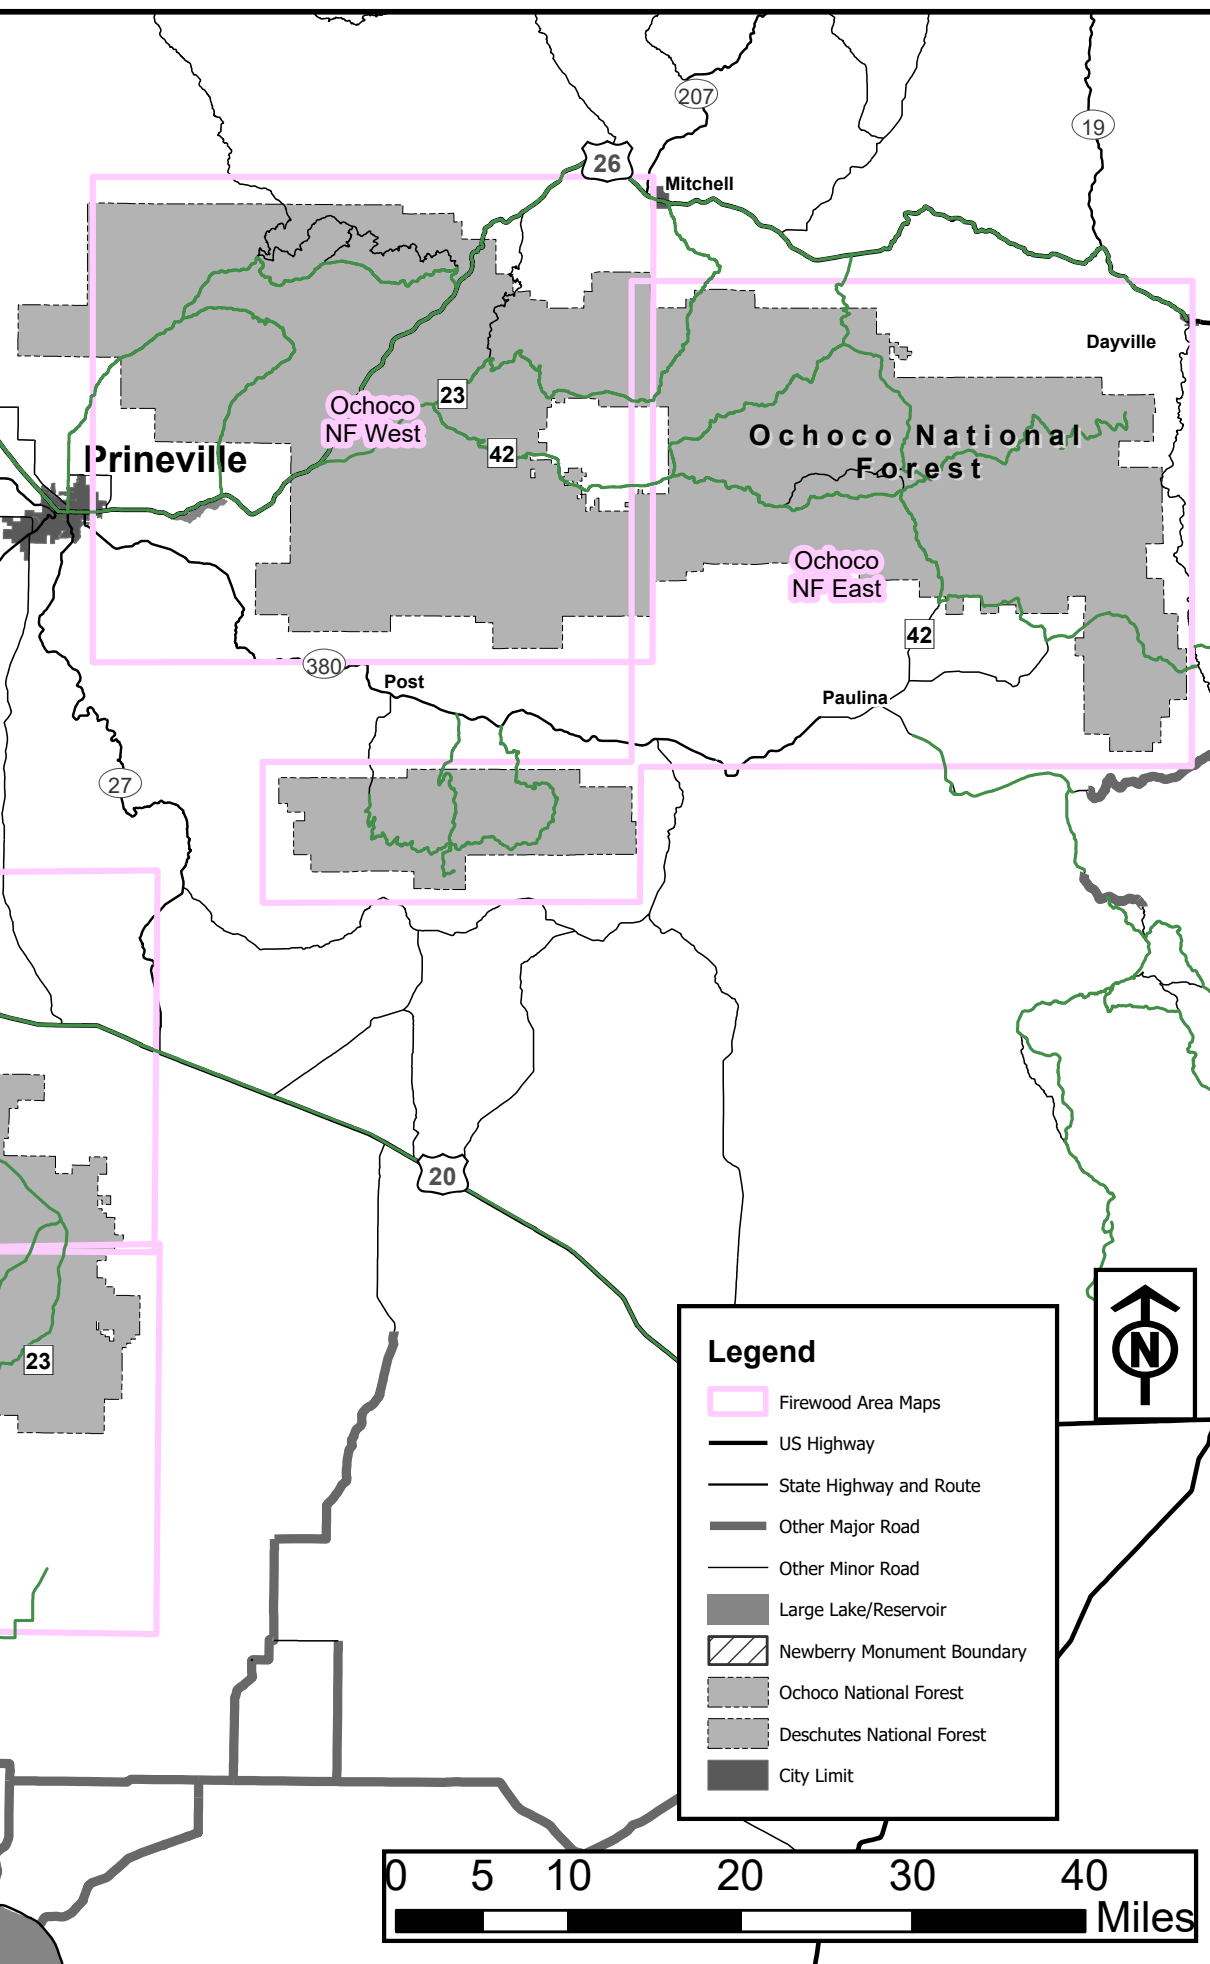 207
19
26
Mitchell
Dayville
23
Ochoco
NF West
Prineville
42
Ochoco National
Forest
Ochoco
NF East
42
380
Post
Paulina
27
20
23
N
Legend
Firewood Area Maps
US Highway
State Highway and Route
Other Major Road
Other Minor Road
Large Lake/Reservoir
Newberry Monument Boundary
Ochoco National Forest
Deschutes National Forest
City Limit
0 5 10 20 30 40
Miles